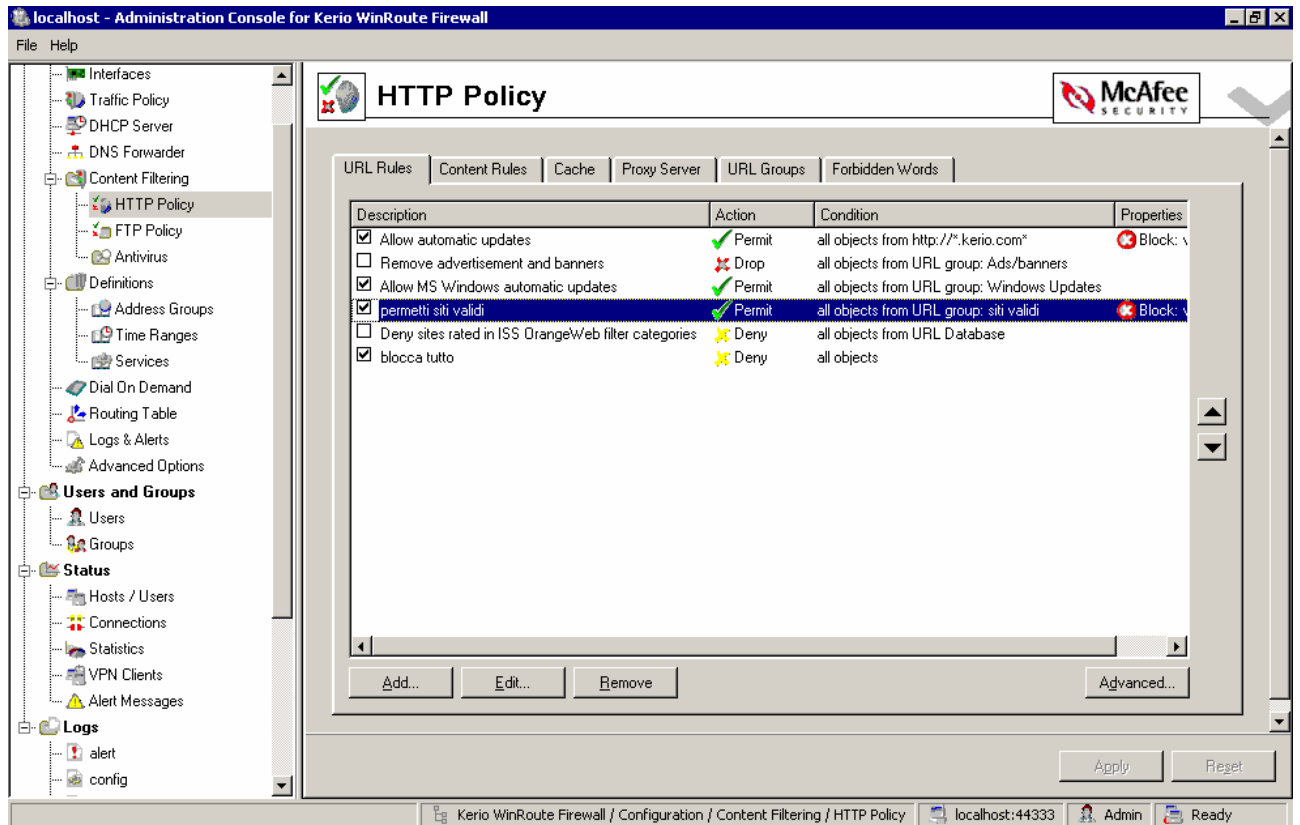 localhost - Administration Console for Kerio WinRoute Firewall
File Help
Interfaces
Traffic Policy
DHCP Server
DNS Forwarder
Content Filtering
HTTP Policy
FTP Policy
Antivirus
Definitions
Address Groups
Time Ranges
Services
Dial On Demand
Routing Table
Logs & Alerts
Advanced Options
Users and Groups
Users
Groups
Status
Hosts / Users
Connections
Statistics
VPN Clients
Alert Messages
Logs
alert
config
HTTP Policy
McAfee
SECURITY
URL Rules Content Rules Cache Proxy Server URL Groups Forbidden Words
Description Action Condition Properties
Allow automatic updates Permit all objects from http://*.kerio.com* Block:
Remove advertisement and banners Drop all objects from URL group: Ads/banners
Allow MS Windows automatic updates Permit all objects from URL group: Windows Updates
permetti siti validi Permit all objects from URL group: siti validi Block:
Deny sites rated in ISS OrangeWeb filter categories Deny all objects from URL Database
blocca tutto Deny all objects
Add... Edit... Remove Advanced...
Apply Reset
Kerio WinRoute Firewall / Configuration / Content Filtering / HTTP Policy localhost:44333 Admin Ready